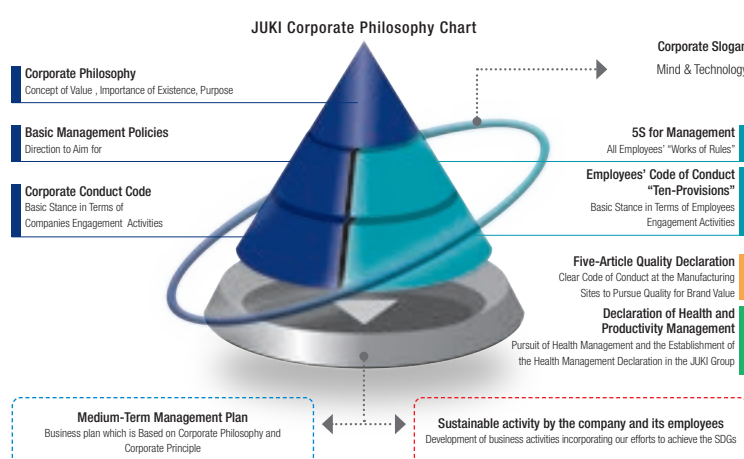 JUKI Corporate Philosophy Chart
Corporate Philosophy
Concept of Value , Importance of Existence, Purpose
Basic Management Policies
Direction to Aim for
Corporate Conduct Code
Basic Stance in Terms of
Companies Engagement Activities
Corporate Slogan
Mind & Technology
5S for Management
All Employees' “Works of Rules”
Employees’ Code of Conduct
“Ten-Provisions”
Basic Stance in Terms of Employees
Engagement Activities
Five-Article Quality Declaration
Clear Code of Conduct at the Manufacturing
Sites to Pursue Quality for Brand Value
Declaration of Health and
Productivity Management
Pursuit of Health Management and the Establishment of
the Health Management Declaration in the JUKI Group
Medium-Term Management Plan
Business plan which is Based on Corporate Philosophy and
Corporate Principle
Sustainable activity by the company and its employees
Development of business activities incorporating our efforts to achieve the SDGs